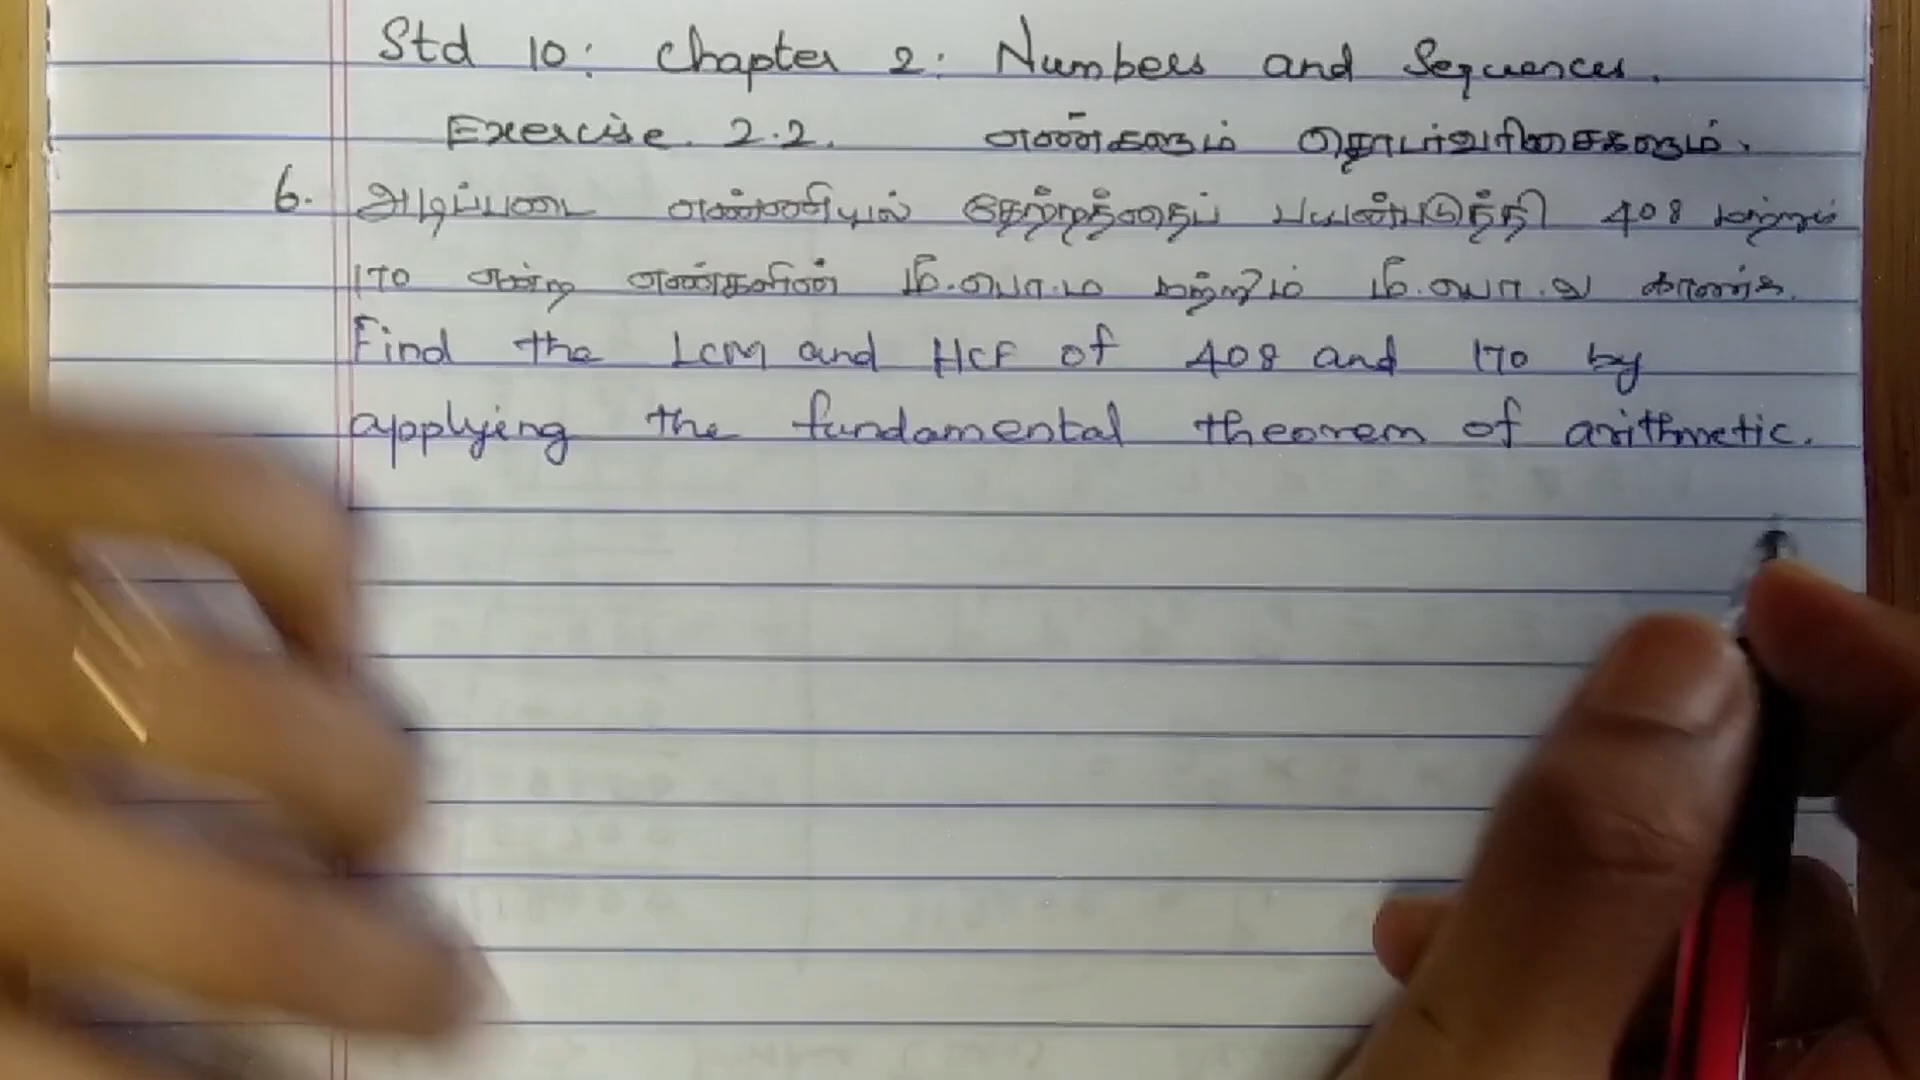 Std 10: Chapter 2: Numbers and Sequences.
Exercise. 2.2. எண்களும் தொடர்வரிசைகளும்.
6. அடிப்படை எண்ணியல் தேற்றத்தைப் பயன்படுத்தி 408 மற்றும்
170 என்ற எண்களின் மீ.பொ.ம மற்றும் மீ.பொ.வ காண்க.
Find the LCM and HCF of 408 and 170 by
applying the fundamental theorem of arithmetic.